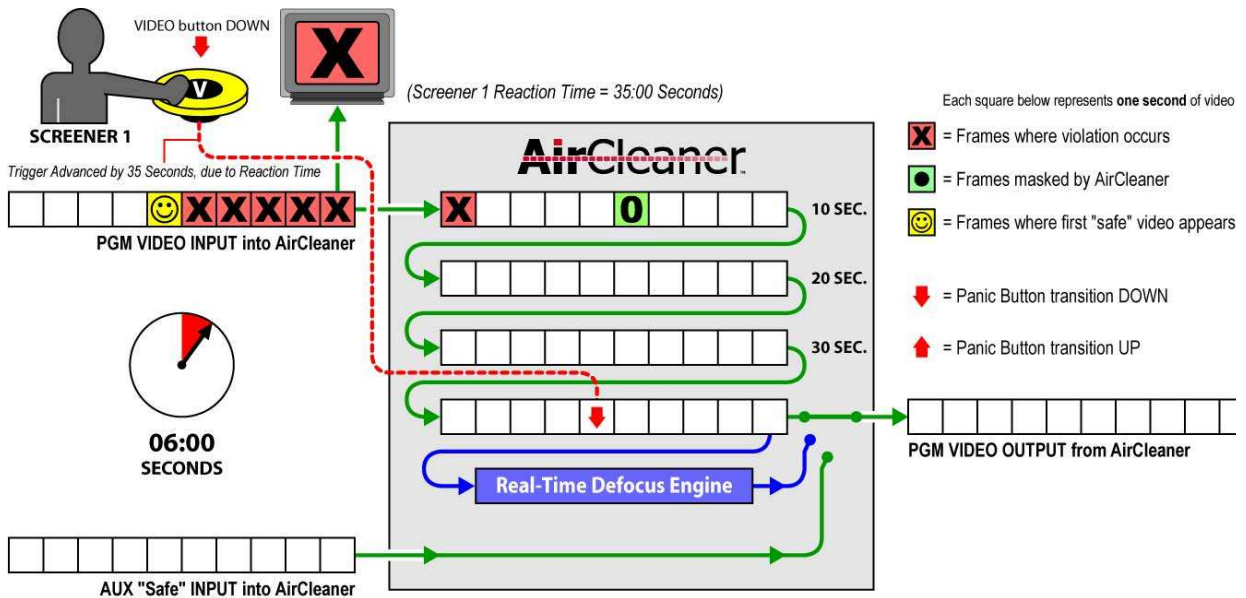 VIDEO button DOWN
V
X
SCREENER 1
(Screener 1 Reaction Time = 35:00 Seconds)
Trigger Advanced by 35 Seconds, due to Reaction Time
X X X X X
PGM VIDEO INPUT into AirCleaner
06:00
SECONDS
AUX "Safe" INPUT into AirCleaner
AirCleaner™
X 0
10 SEC.
20 SEC.
30 SEC.
Real-Time Defocus Engine
Each square below represents one second of video
X = Frames where violation occurs
= Frames masked by AirCleaner
= Frames where first "safe" video appears
= Panic Button transition DOWN
= Panic Button transition UP
PGM VIDEO OUTPUT from AirCleaner